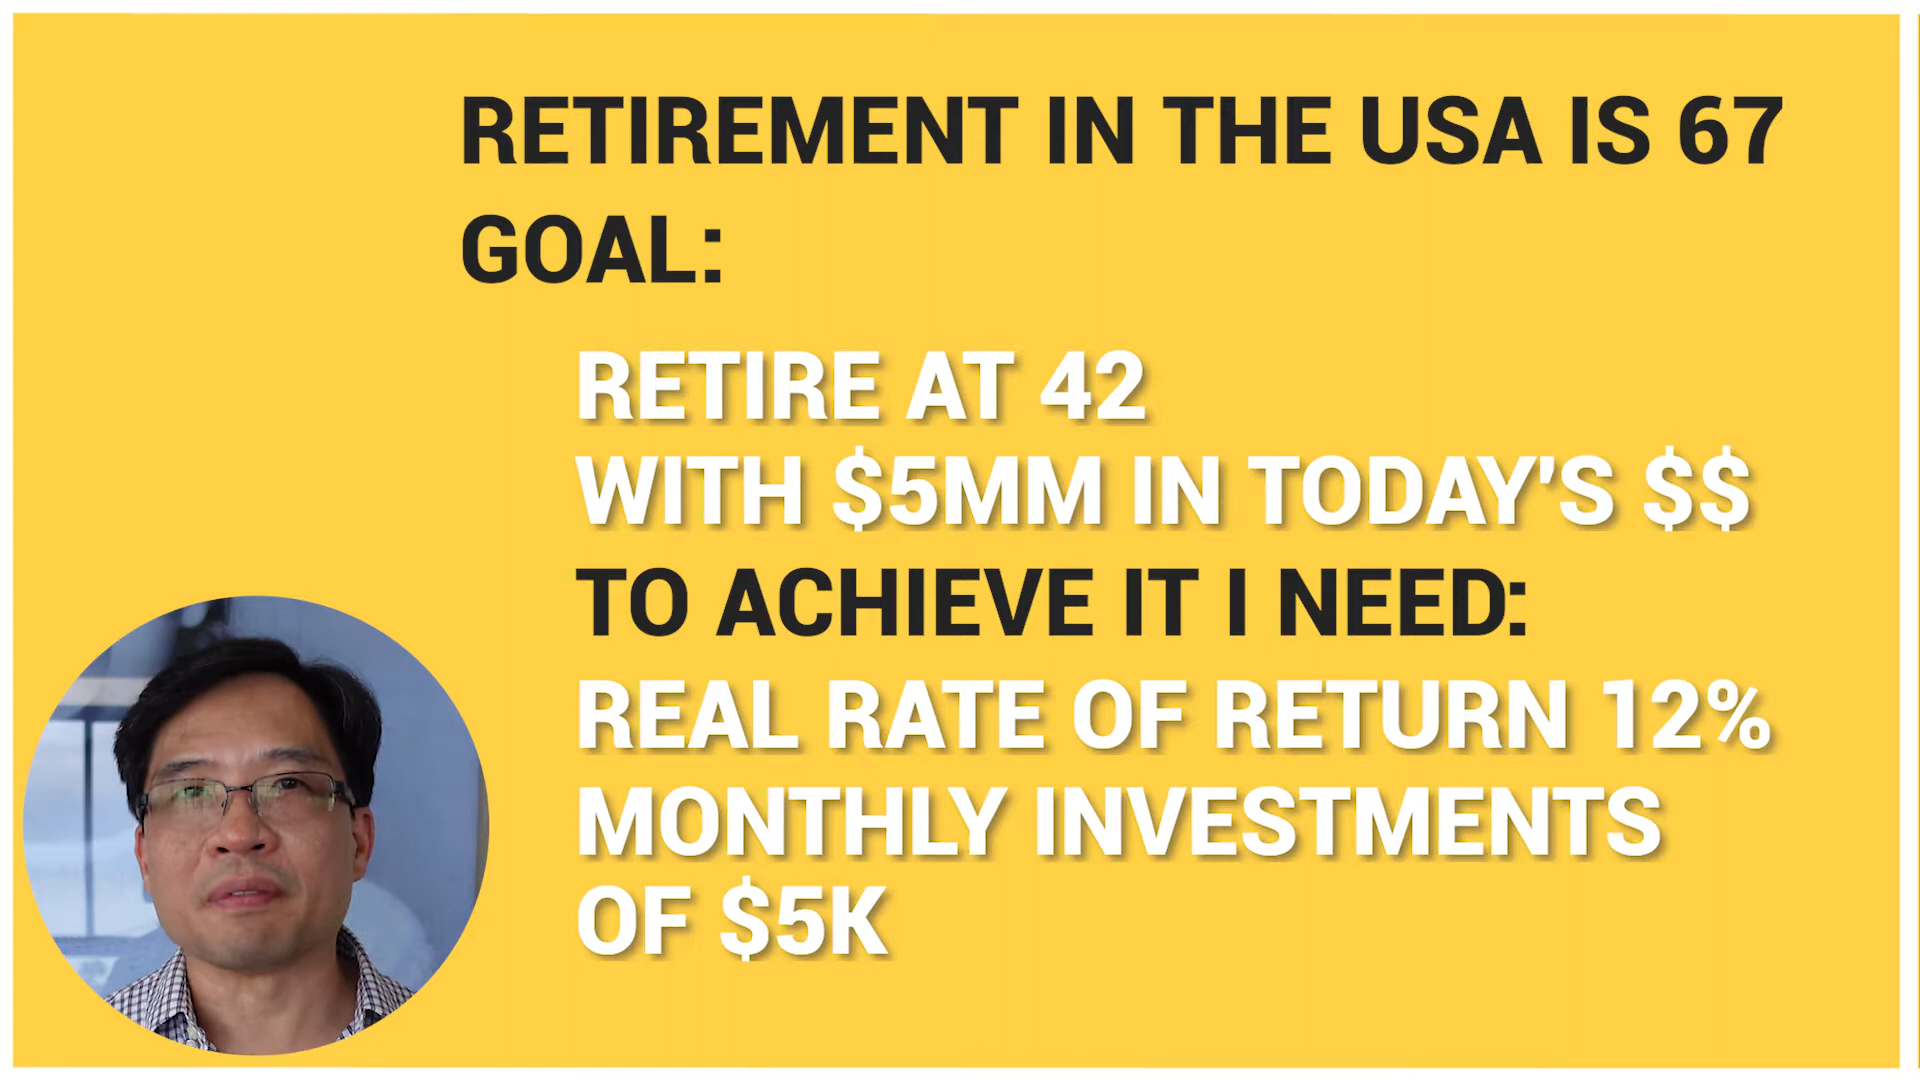 RETIREMENT IN THE USA IS 67
GOAL:
RETIRE AT 42
WITH $5MM IN TODAY'S $$
TO ACHIEVE IT I NEED:
REAL RATE OF RETURN 12%
MONTHLY INVESTMENTS
OF $5K